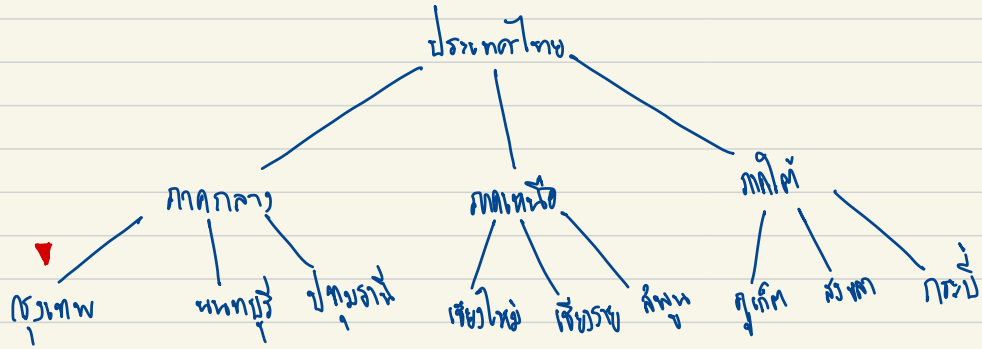 ประเทศไทย
ภาคกลาง ภาคเหนือ ภาคใต้
กรุงเทพ นนทบุรี ปทุมธานี เชียงใหม่ เชียงราย ลำพูน ภูเก็ต สงขลา กระบี่